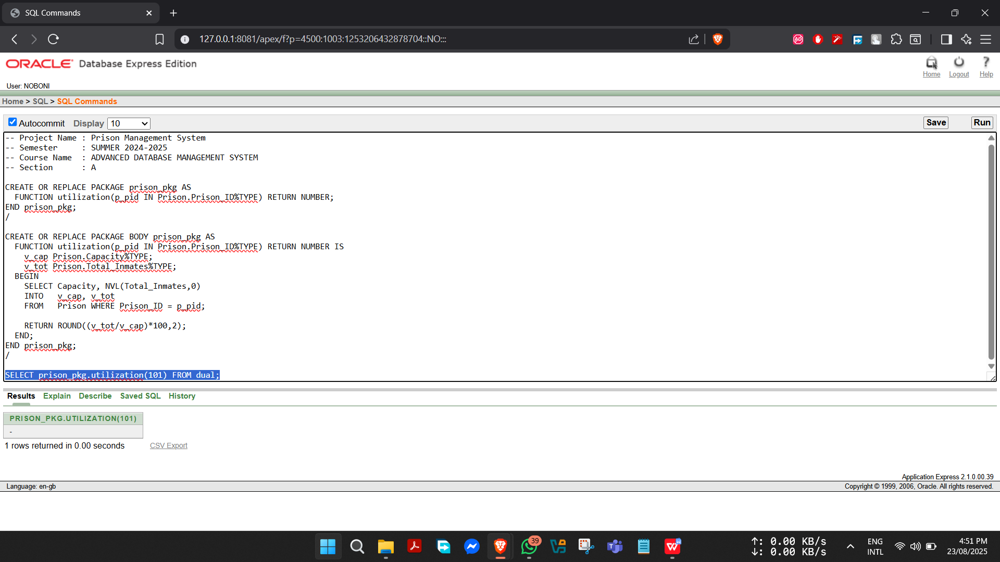 SQL Commands
127.0.0.1:8081/apex/f?p=4500:1003:1253206432878704::NO:::
ORACLE Database Express Edition
Home Logout Help
User: NOBONI
Home > SQL > SQL Commands
Autocommit Display 10 Save Run
-- Project Name : Prison Management System
-- Semester     : SUMMER 2024-2025
-- Course Name  : ADVANCED DATABASE MANAGEMENT SYSTEM
-- Section      : A
CREATE OR REPLACE PACKAGE prison_pkg AS
  FUNCTION utilization(p_pid IN Prison.Prison_ID%TYPE) RETURN NUMBER;
END prison_pkg;
/
CREATE OR REPLACE PACKAGE BODY prison_pkg AS
  FUNCTION utilization(p_pid IN Prison.Prison_ID%TYPE) RETURN NUMBER IS
    v_cap Prison.Capacity%TYPE;
    v_tot Prison.Total_Inmates%TYPE;
  BEGIN
    SELECT Capacity, NVL(Total_Inmates,0)
    INTO   v_cap, v_tot
    FROM   Prison WHERE Prison_ID = p_pid;
    RETURN ROUND((v_tot/v_cap)*100,2);
  END;
END prison_pkg;
/
SELECT prison_pkg.utilization(101) FROM dual;
Results Explain Describe Saved SQL History
PRISON_PKG.UTILIZATION(101)
-
1 rows returned in 0.00 seconds CSV Export
Application Express 2.1.0.00.39
Language: en-gb Copyright © 1999, 2006, Oracle. All rights reserved.
39
↑: 0.00 KB/s
↓: 0.00 KB/s
ENG
INTL
4:51 PM
23/08/2025